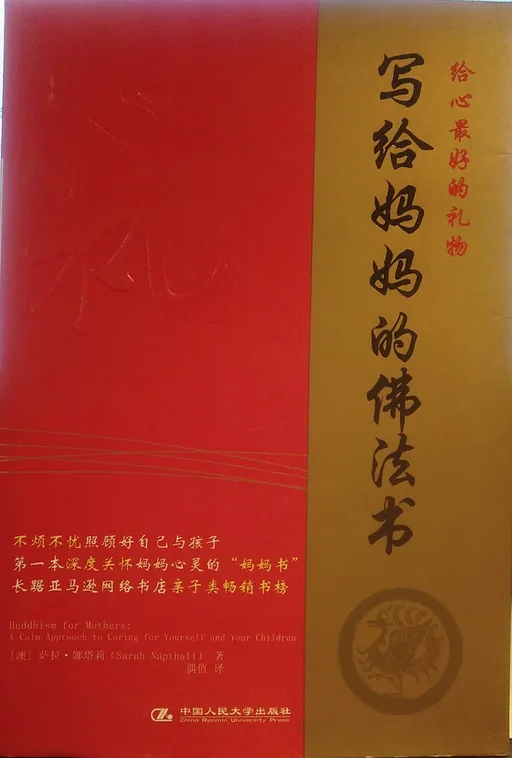 给心最好的礼物
写给妈妈的佛法书
礼
不烦不忧照顾好自己与孩子
第一本深度关怀妈妈心灵的“妈妈书”
长踞亚马逊网络书店亲子类畅销书榜
Buddhism for Mothers:
A Calm Approach to Caring for Yourself and Your Children
[澳] 萨拉·娜塔莉（Sarah Napthali） 著
偶值 译
中国人民大学出版社
China Renmin University Press